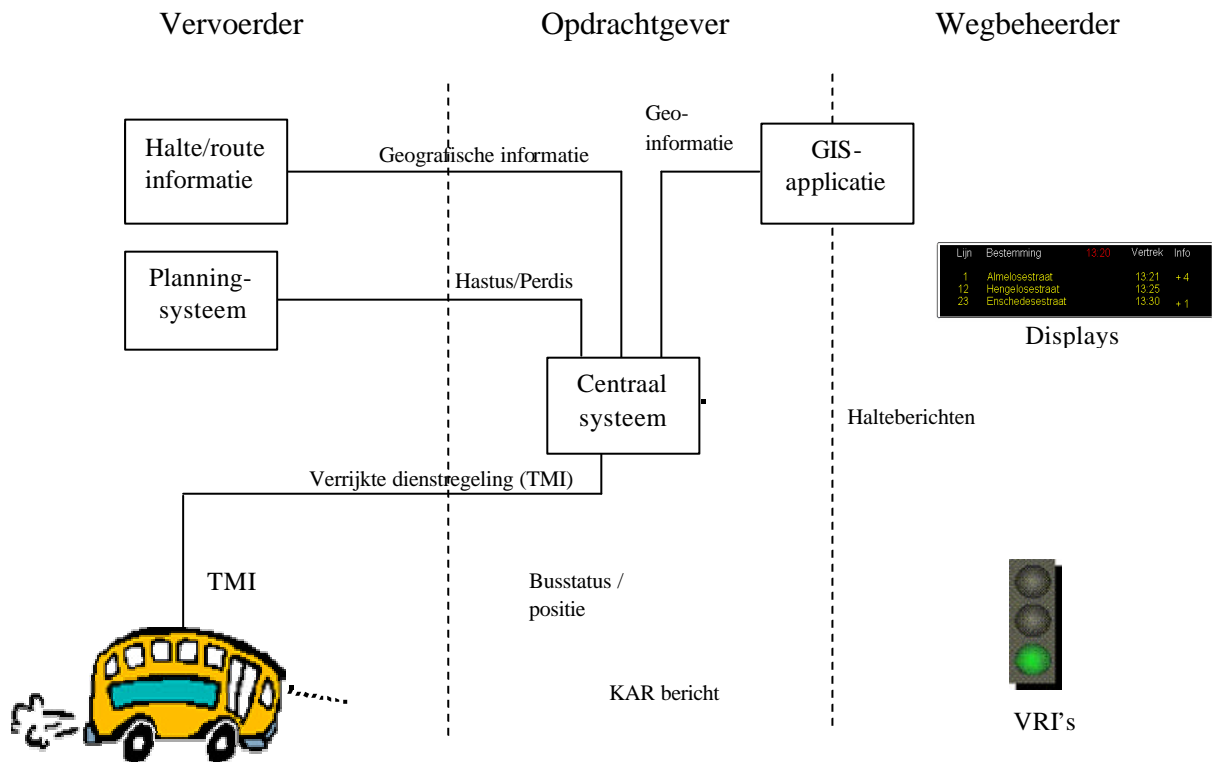 Vervoerder
Opdrachtgever
Wegbeheerder
Halte/route
informatie
Geografische informatie
Geo-
informatie
GIS-
applicatie
Planning-
systeem
Hastus/Perdis
Lijn Bestemming 13:20 Vertrek Info
1 Almelosestraat 13:21 +4
12 Hengelosestraat 13:25
23 Enschedesestraat 13:30 +1
Displays
Centraal
systeem
Halteberichten
Verrijkte dienstregeling (TMI)
TMI
Busstatus /
positie
KAR bericht
VRI's